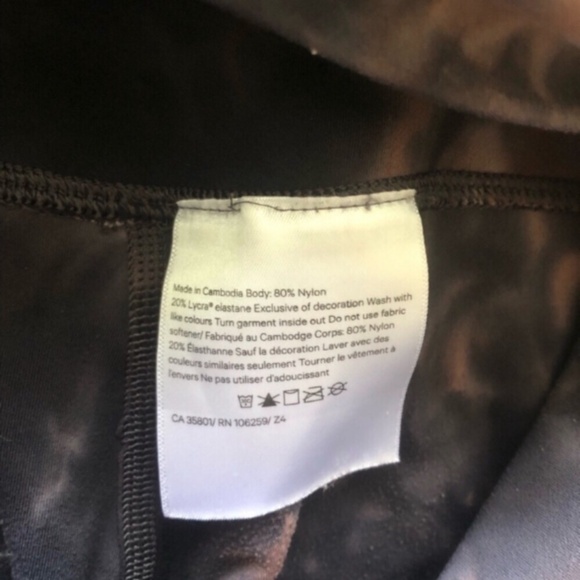 Made in Cambodia Body: 80% Nylon
20% Lycra® elastane Exclusive of decoration Wash with
like colours Turn garment inside out Do not use fabric
softener/ Fabriqué au Cambodge Corps: 80% Nylon
20% Élasthanne Sauf la décoration Laver avec des
couleurs similaires seulement Tourner le vêtement à
l'envers Ne pas utiliser d'adoucissant
CA 35801/ RN 106259/ Z4